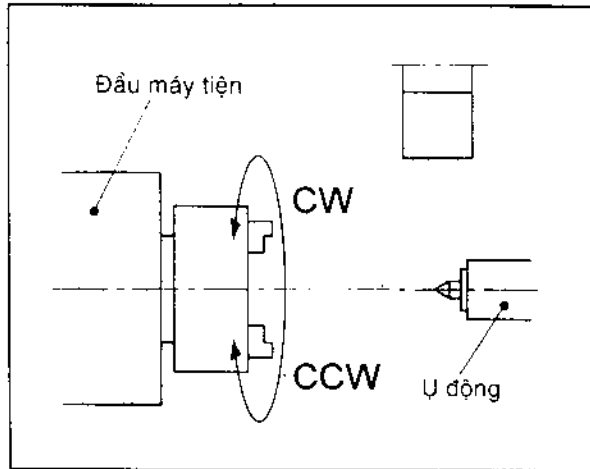 Đầu máy tiện
CW
CCW
Ụ động